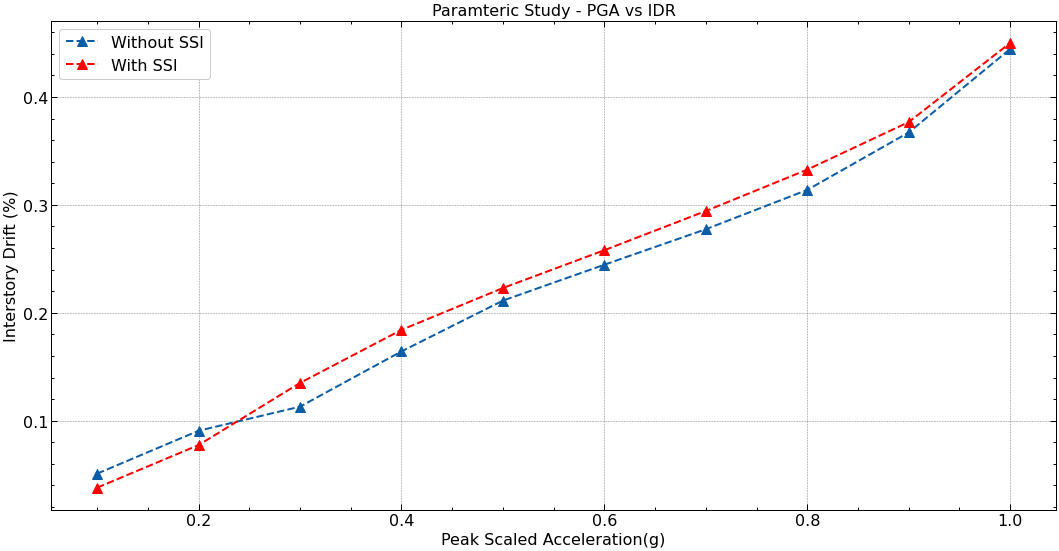 Paramteric Study - PGA vs IDR
Without SSI
With SSI
0.4
0.3
0.2
0.1
Interstory Drift (%)
0.2
0.4
0.6
0.8
1.0
Peak Scaled Acceleration(g)